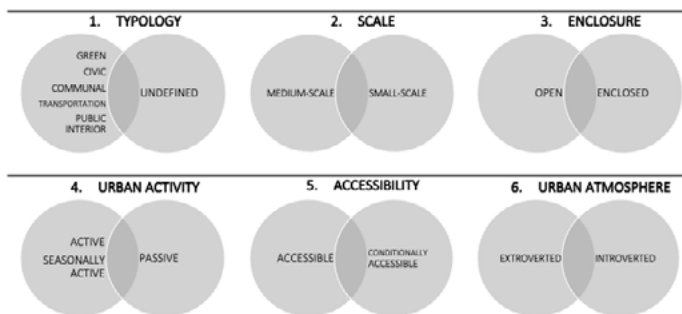 1. TYPOLOGY
GREEN
CIVIC
COMMUNAL
TRANSPORTATION
PUBLIC
INTERIOR
UNDEFINED
2. SCALE
MEDIUM-SCALE
SMALL-SCALE
3. ENCLOSURE
OPEN
ENCLOSED
4. URBAN ACTIVITY
ACTIVE
SEASONALLY
ACTIVE
PASSIVE
5. ACCESSIBILITY
ACCESSIBLE
CONDITIONALLY
ACCESSIBLE
6. URBAN ATMOSPHERE
EXTROVERTED
INTROVERTED